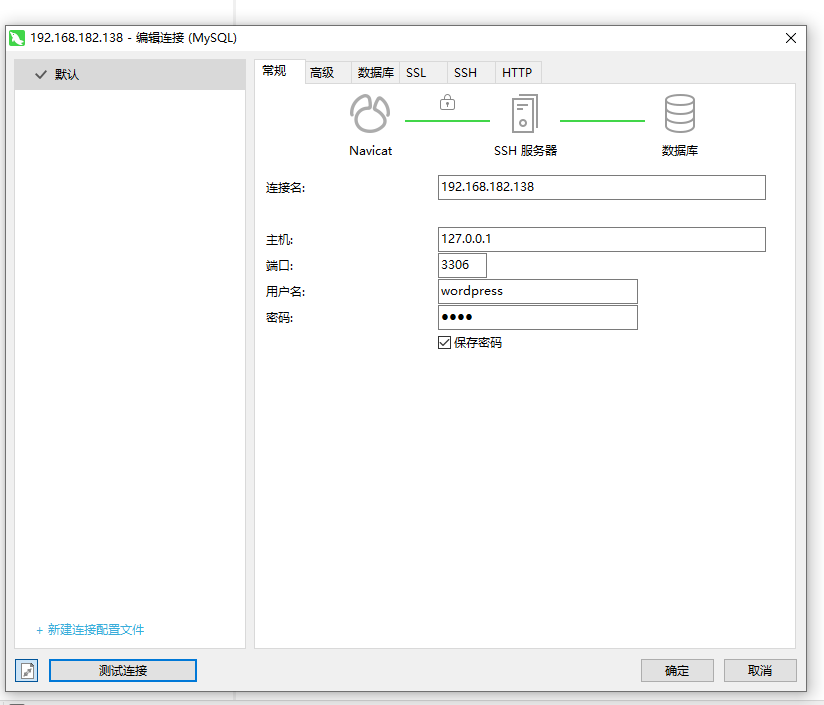 192.168.182.138 - 编辑连接 (MySQL)
默认
常规 高级 数据库 SSL SSH HTTP
Navicat SSH 服务器 数据库
连接名: 192.168.182.138
主机: 127.0.0.1
端口: 3306
用户名: wordpress
密码: ●●●●
保存密码
+ 新建连接配置文件
测试连接 确定 取消